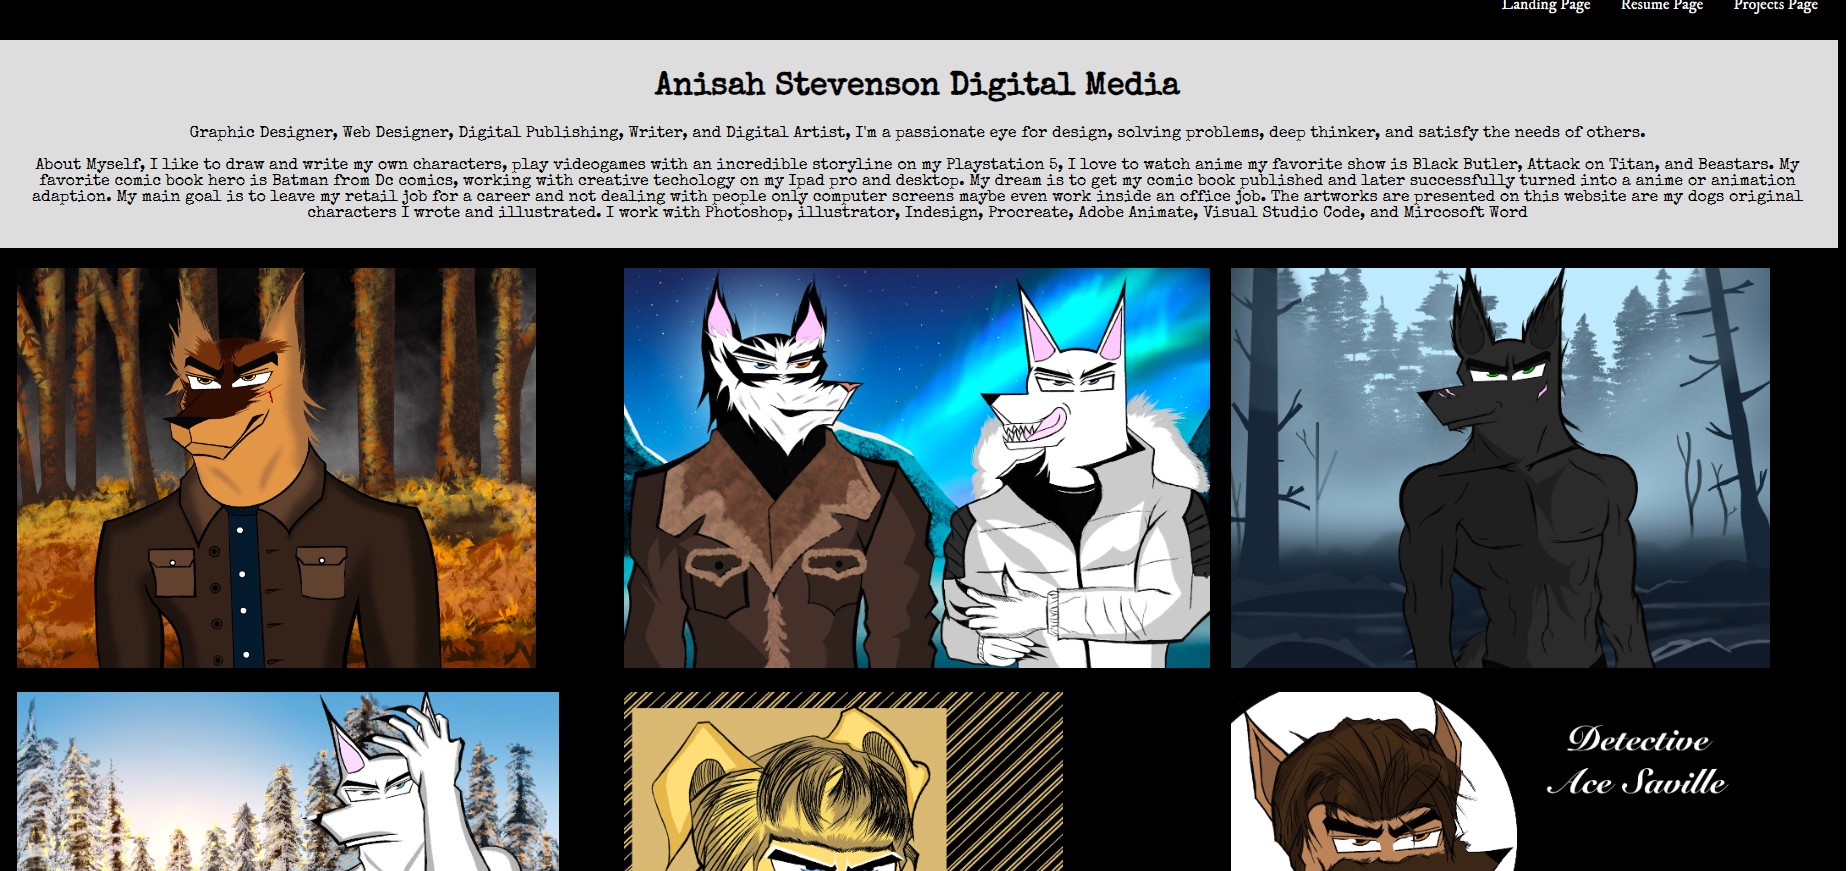 Landing Page Resume Page Projects Page
Anisah Stevenson Digital Media
Graphic Designer, Web Designer, Digital Publishing, Writer, and Digital Artist, I'm a passionate eye for design, solving problems, deep thinker, and satisfy the needs of others.
About Myself, I like to draw and write my own characters, play videogames with an incredible storyline on my Playstation 5, I love to watch anime my favorite show is Black Butler, Attack on Titan, and Beastars. My
favorite comic book hero is Batman from Dc comics, working with creative techology on my Ipad pro and desktop. My dream is to get my comic book published and later successfully turned into a anime or animation
adaption. My main goal is to leave my retail job for a career and not dealing with people only computer screens maybe even work inside an office job. The artworks are presented on this website are my dogs original
characters I wrote and illustrated. I work with Photoshop, illustrator, Indesign, Procreate, Adobe Animate, Visual Studio Code, and Mircosoft Word
Detective
Ace Saville